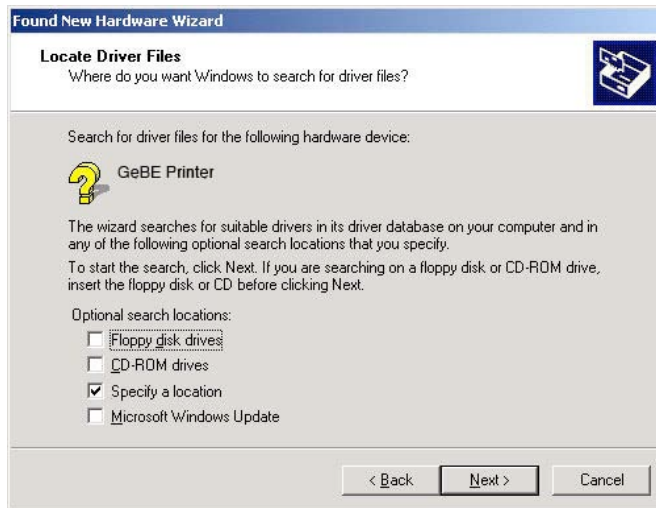 Found New Hardware Wizard
Locate Driver Files
Where do you want Windows to search for driver files?
Search for driver files for the following hardware device:
GeBE Printer
The wizard searches for suitable drivers in its driver database on your computer and in
any of the following optional search locations that you specify.
To start the search, click Next. If you are searching on a floppy disk or CD-ROM drive,
insert the floppy disk or CD before clicking Next.
Optional search locations:
Floppy disk drives
CD-ROM drives
Specify a location
Microsoft Windows Update
< Back
Next >
Cancel